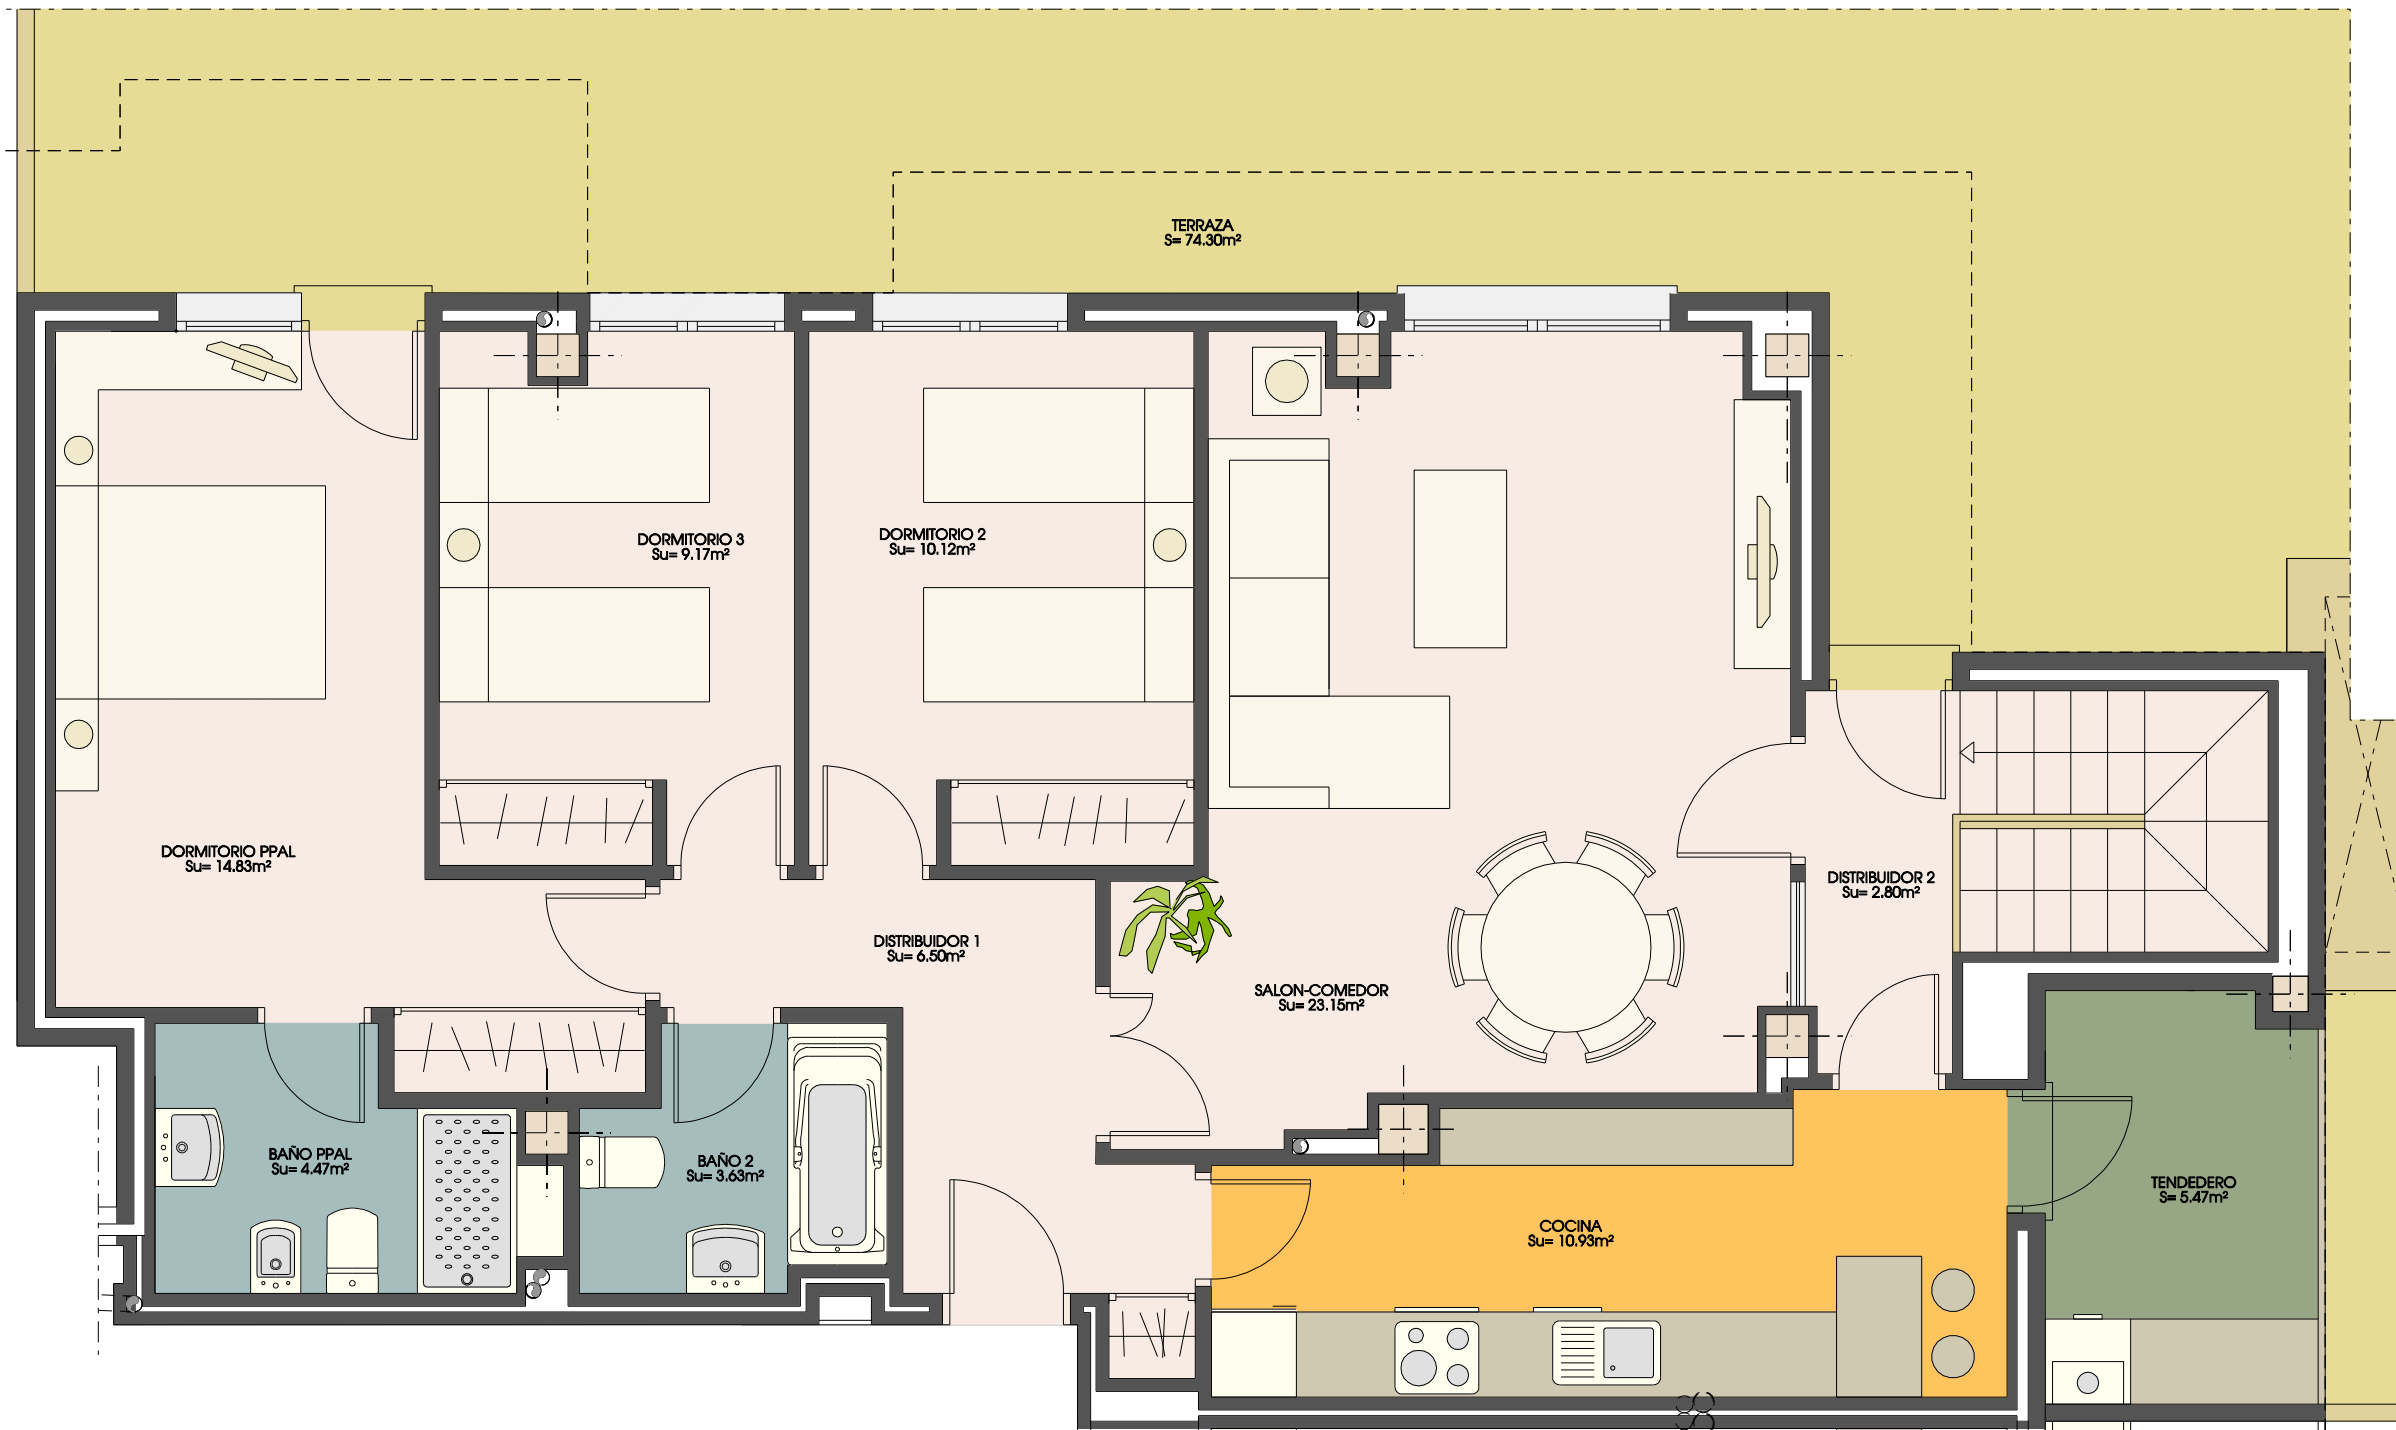 TERRAZA
S= 74.30m²
DORMITORIO 3
Su= 9.17m²
DORMITORIO 2
Su= 10.12m²
DORMITORIO PPAL
Su= 14.83m²
DISTRIBUIDOR 2
Su= 2.80m²
DISTRIBUIDOR 1
Su= 6.50m²
SALON-COMEDOR
Su= 23.15m²
BAÑO PPAL
Su= 4.47m²
BAÑO 2
Su= 3.63m²
TENDEDERO
S= 5.47m²
COCINA
Su= 10.93m²